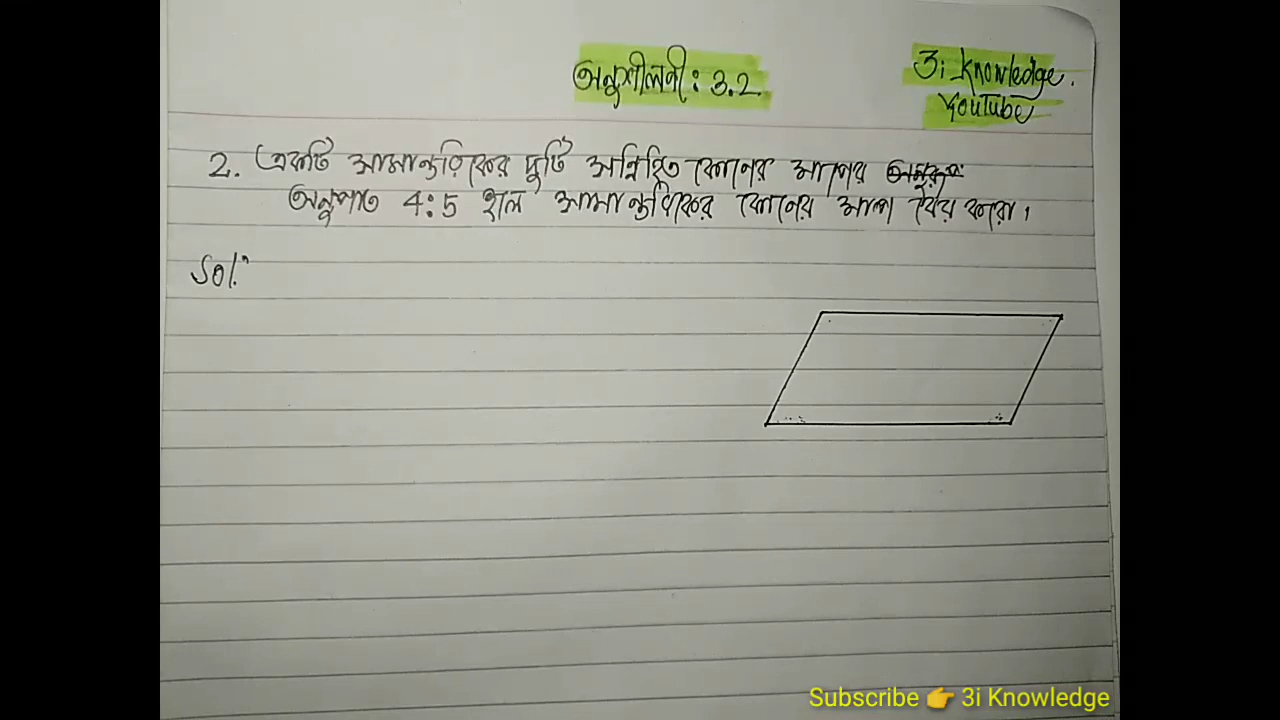 অনুশীলনী: 3.2
3i Knowledge.
YouTube
2. একটি সামান্তরিকের দুটি সন্নিহিত কোণের মাপের
অনুপাত 4:5 হলে সামান্তরিকের কোণের মাপ বের করো।
Sol:
Subscribe 👉 3i Knowledge